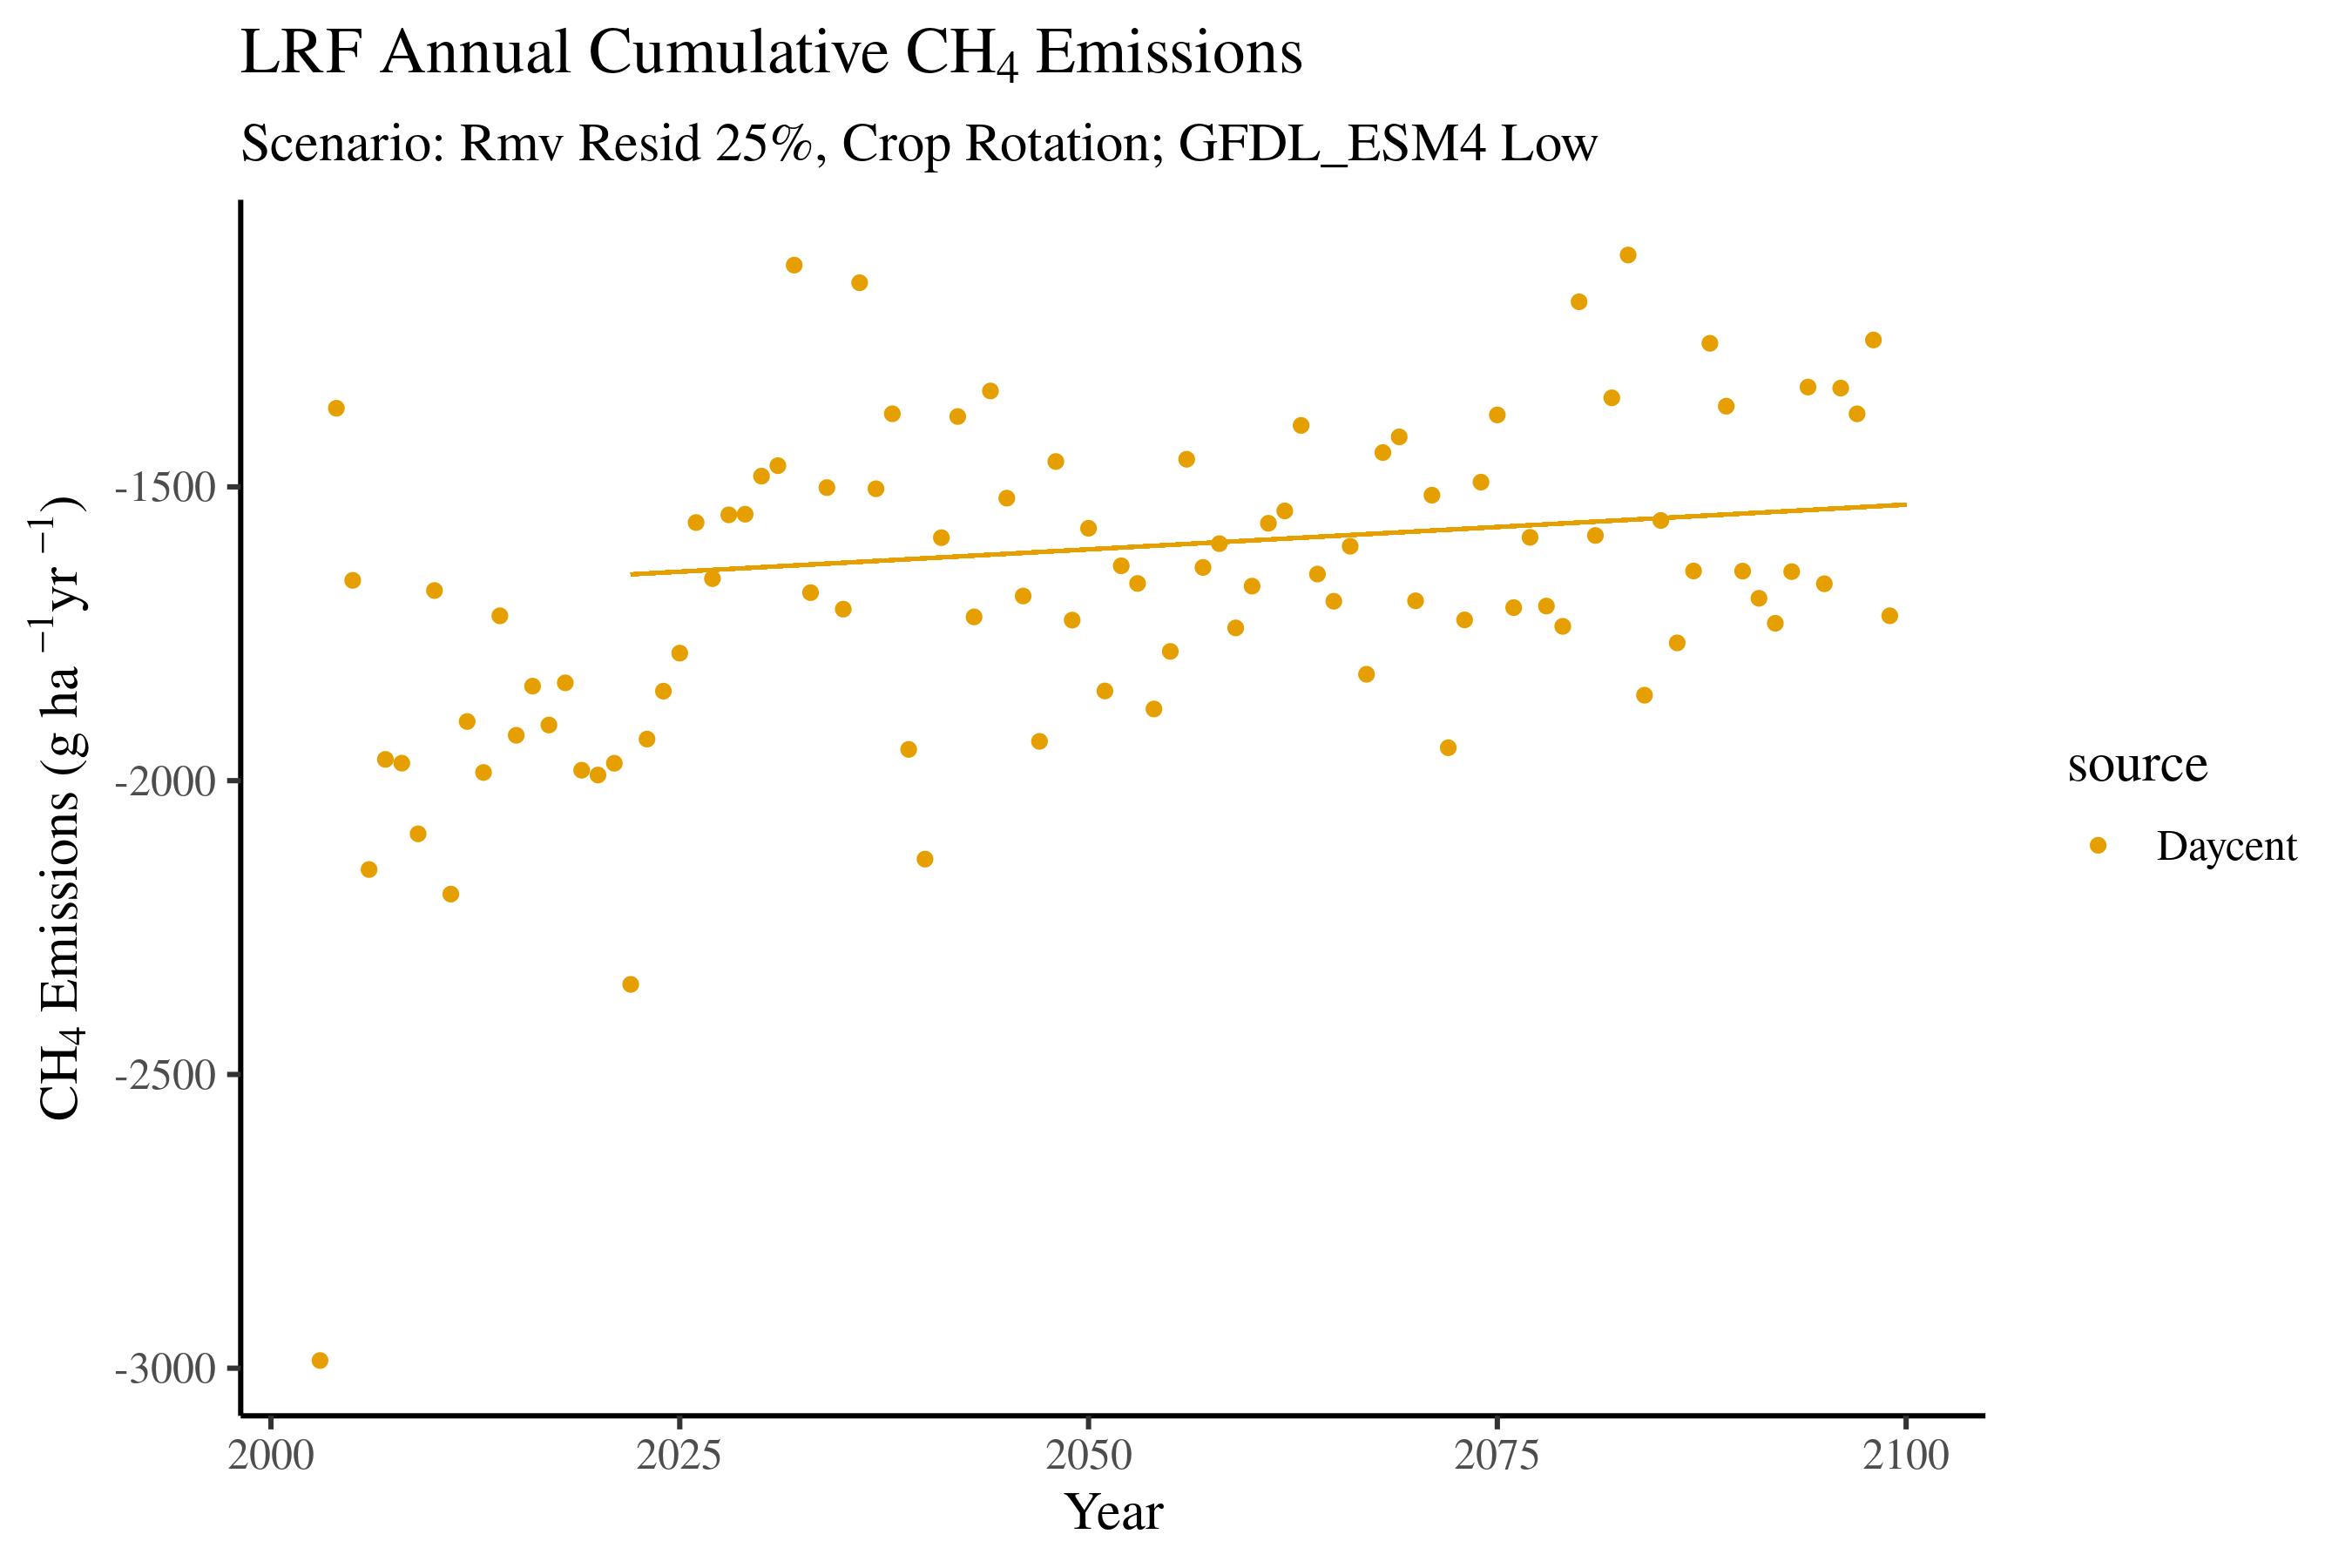 LRF Annual Cumulative CH₄ Emissions
Scenario: Rmv Resid 25%, Crop Rotation; GFDL_ESM4 Low
CH₄ Emissions (g ha ⁻¹yr ⁻¹)
-1500
-2000
-2500
-3000
2000
2025
2050
2075
2100
Year
source
Daycent